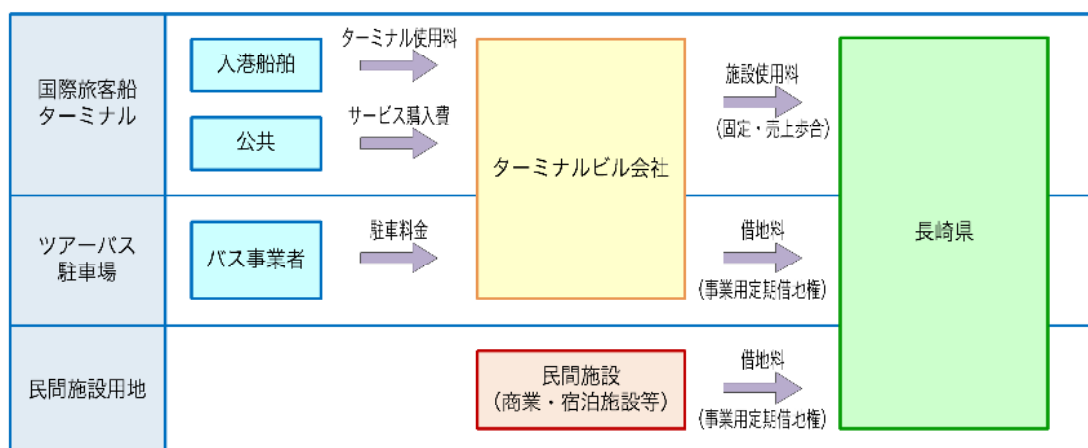 国際旅客船
ターミナル
入港船舶
ターミナル使用料
公共
サービス購入費
ターミナルビル会社
施設使用料
(固定・売上歩合)
長崎県
ツアーバス
駐車場
バス事業者
駐車料金
借地料
(事業用定期借地権)
民間施設用地
民間施設
(商業・宿泊施設等)
借地料
(事業用定期借地権)